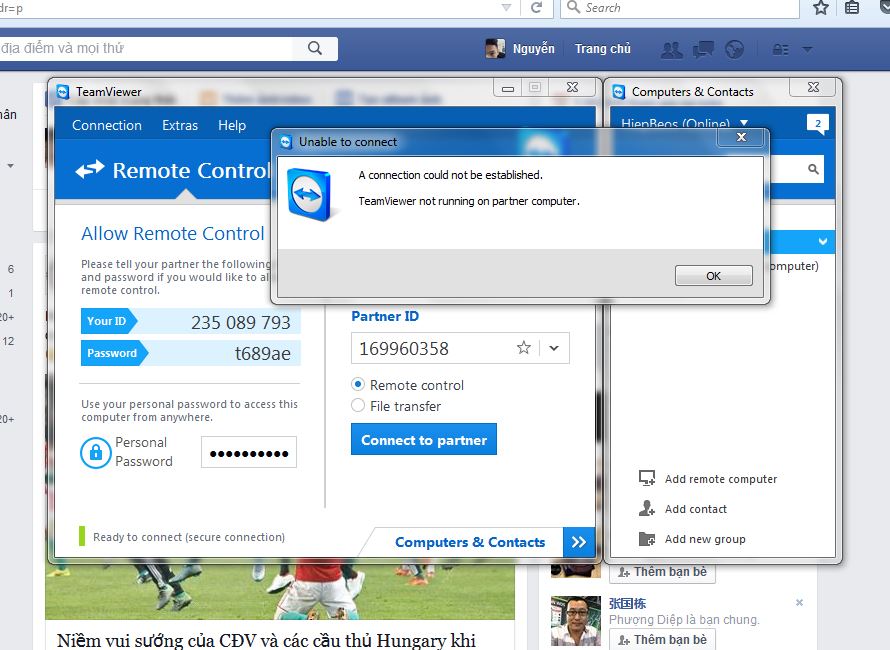 dr=p
Search
địa điểm và mọi thứ
Nguyễn
Trang chủ
TeamViewer
Connection Extras Help
Remote Control
Unable to connect
A connection could not be established.
TeamViewer not running on partner computer.
OK
Computers & Contacts
HiepBeos (Online)
2
omputer)
Allow Remote Control
Please tell your partner the following
and password if you would like to al
remote control.
Your ID 235 089 793
Password t689ae
Use your personal password to access this
computer from anywhere.
Personal
Password
Partner ID
169960358
Remote control
File transfer
Connect to partner
Ready to connect (secure connection)
Computers & Contacts
Add remote computer
Add contact
Add new group
hân
6
1
20+
12
20+
Thêm bạn bè
张国栋
Phượng Diệp là bạn chung.
Thêm bạn bè
Niềm vui sướng của CĐV và các cầu thủ Hungary khi